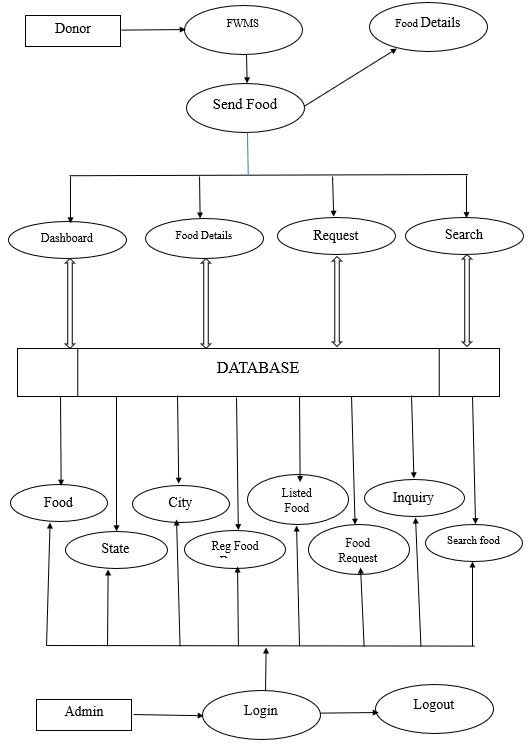 Donor
FWMS
Food Details
Send Food
Dashboard
Food Details
Request
Search
DATABASE
Food
City
Listed
Food
Inquiry
State
Reg Food
Food
Request
Search food
Admin
Login
Logout